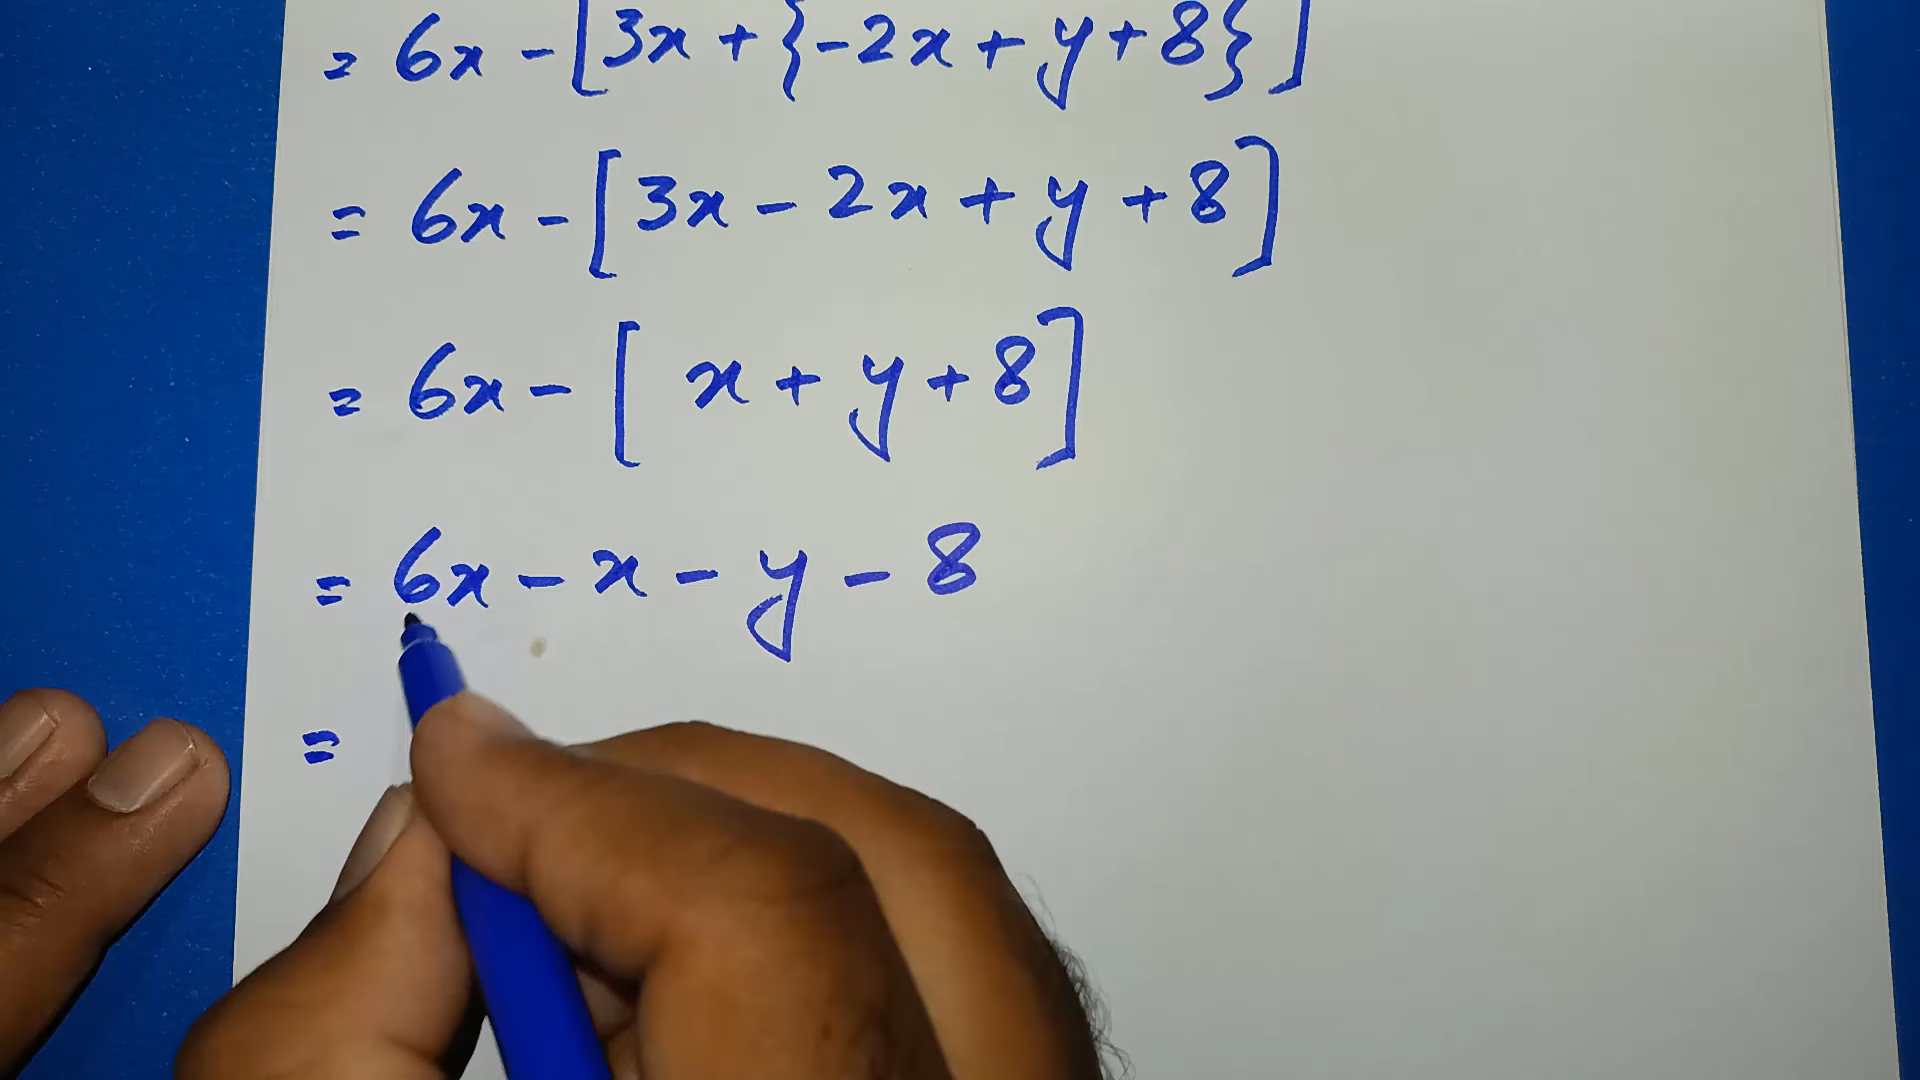 = 6x - [3x + {-2x + y + 8}]
= 6x - [3x - 2x + y + 8]
= 6x - [x + y + 8]
= 6x - x - y - 8
=